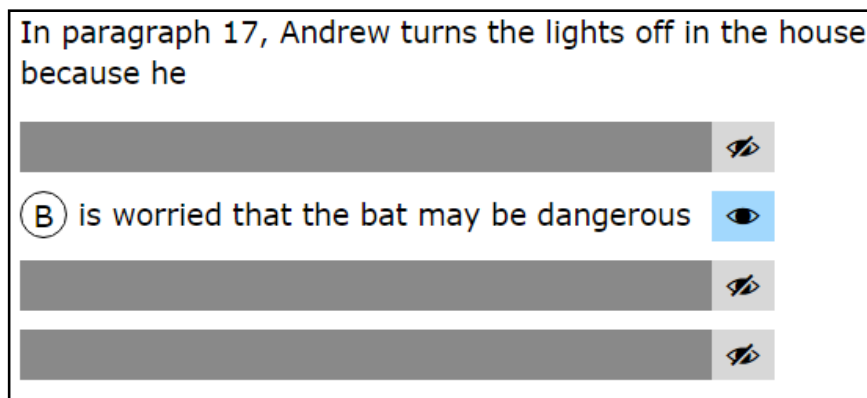 In paragraph 17, Andrew turns the lights off in the house
because he
B is worried that the bat may be dangerous